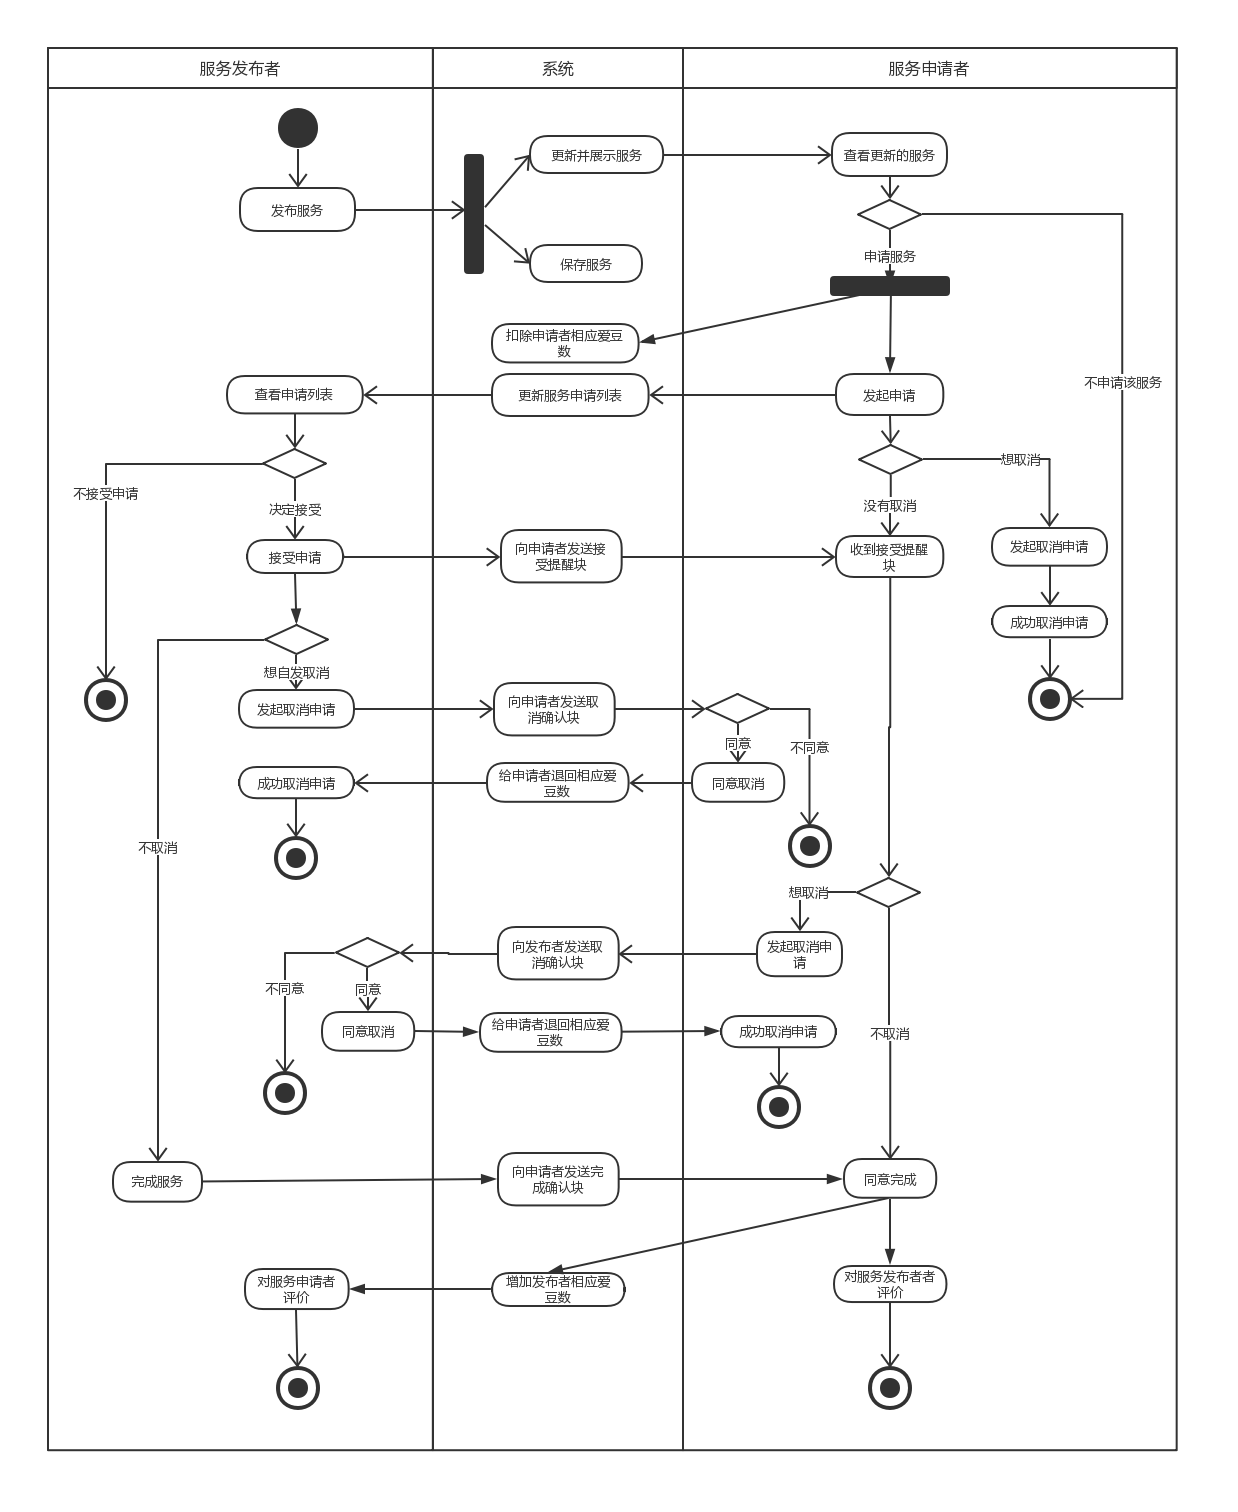 服务发布者
系统
服务申请者
更新并展示服务
查看更新的服务
发布服务
申请服务
保存服务
扣除申请者相应爱豆
数
不申请该服务
查看申请列表
更新服务申请列表
发起申请
想取消
不接受申请
决定接受
没有取消
接受申请
向申请者发送接
受提醒块
收到接受提醒
块
发起取消申请
成功取消申请
想自发取消
发起取消申请
向申请者发送取
消确认块
同意
不同意
成功取消申请
给申请者退回相应爱
豆数
同意取消
不取消
想取消
向发布者发送取
消确认块
发起取消申
请
不同意
同意
同意取消
给申请者退回相应爱
豆数
成功取消申请
不取消
完成服务
向申请者发送完
成确认块
同意完成
对服务申请者
评价
增加发布者相应爱
豆数
对服务发布者者
评价